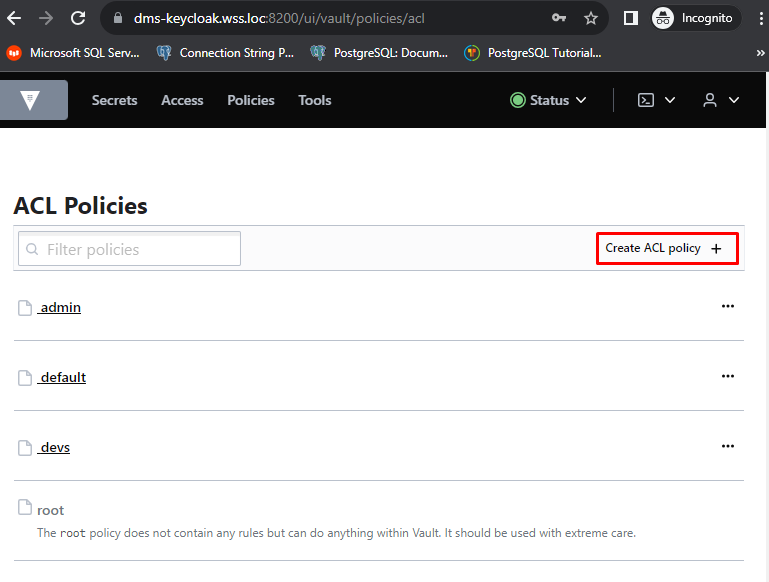 dms-keycloak.wss.loc:8200/ui/vault/policies/acl Incognito
Microsoft SQL Serv... Connection String P... PostgreSQL: Docum... PostgreSQL Tutorial... »
Secrets Access Policies Tools Status
ACL Policies
Filter policies Create ACL policy +
admin
default
devs
root
The root policy does not contain any rules but can do anything within Vault. It should be used with extreme care.